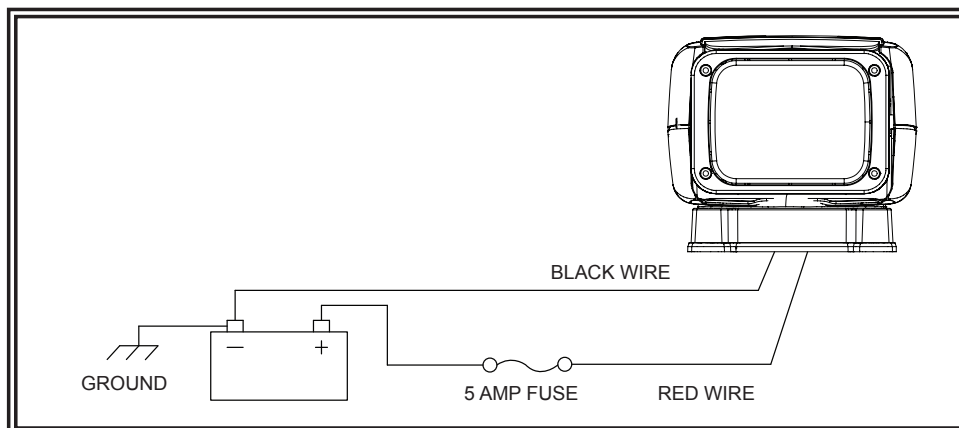 BLACK WIRE
— +
GROUND
5 AMP FUSE
RED WIRE